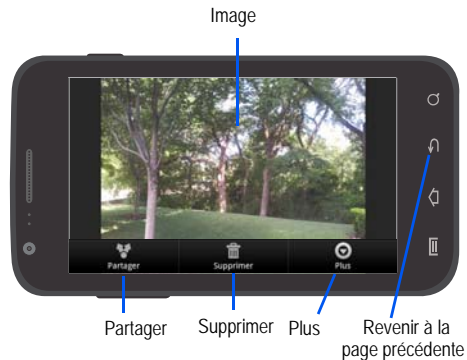 Image
Partager
Supprimer
Plus
Partager
Supprimer
Plus
Revenir à la
page précédente